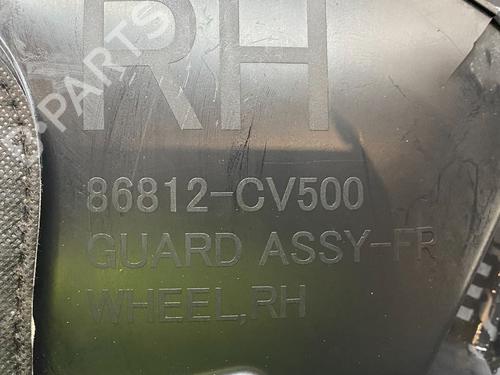 RH
86812-CV500
GUARD ASSY-FR
WHEEL,RH